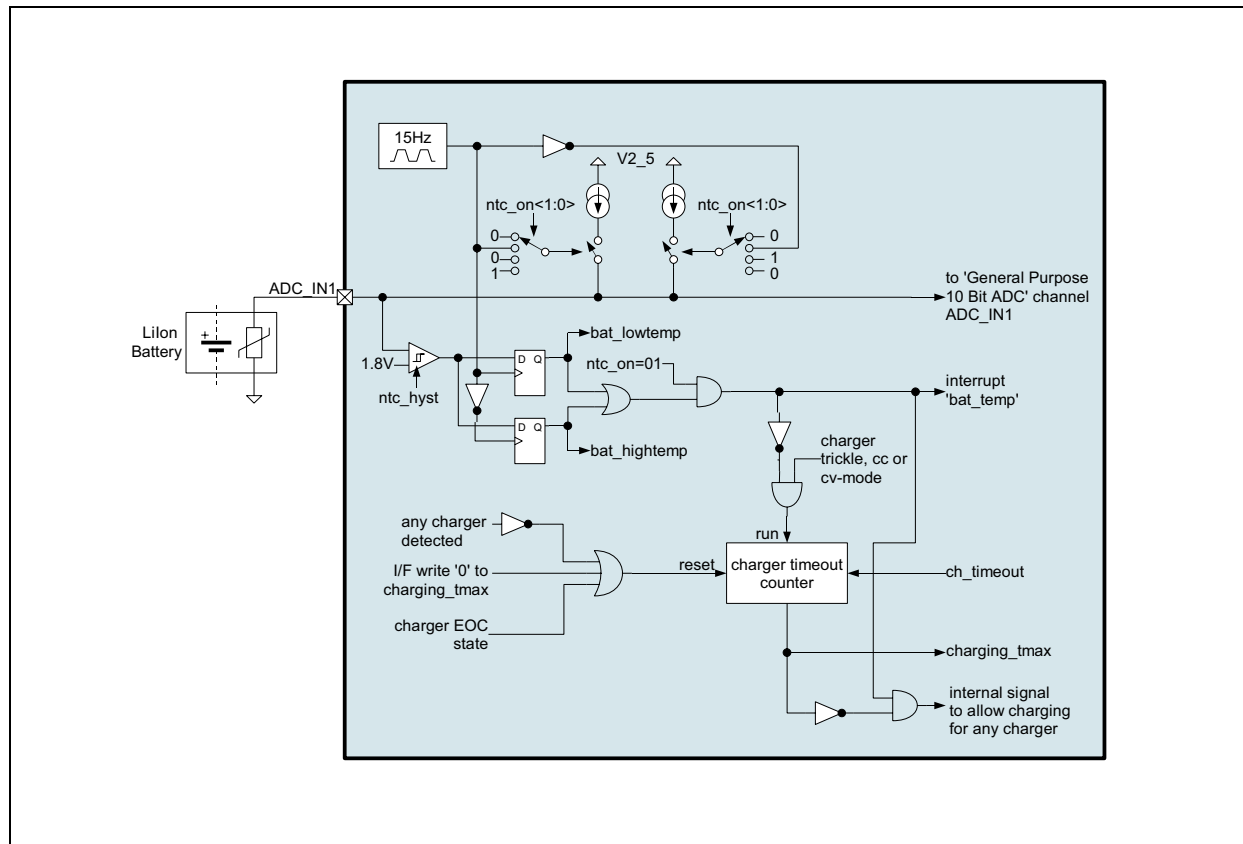 15Hz
V2_5
ntc_on<1:0>
ntc_on<1:0>
0
0
1
0
1
0
ADC_IN1
to 'General Purpose
10 Bit ADC' channel
ADC_IN1
LiIon
Battery
+
1.8V
ntc_hyst
D Q
bat_lowtemp
ntc_on=01
interrupt
'bat_temp'
D Q
bat_hightemp
charger
trickle, cc or
cv-mode
any charger
detected
I/F write '0' to
charging_tmax
charger EOC
state
reset
run
charger timeout
counter
ch_timeout
charging_tmax
internal signal
to allow charging
for any charger